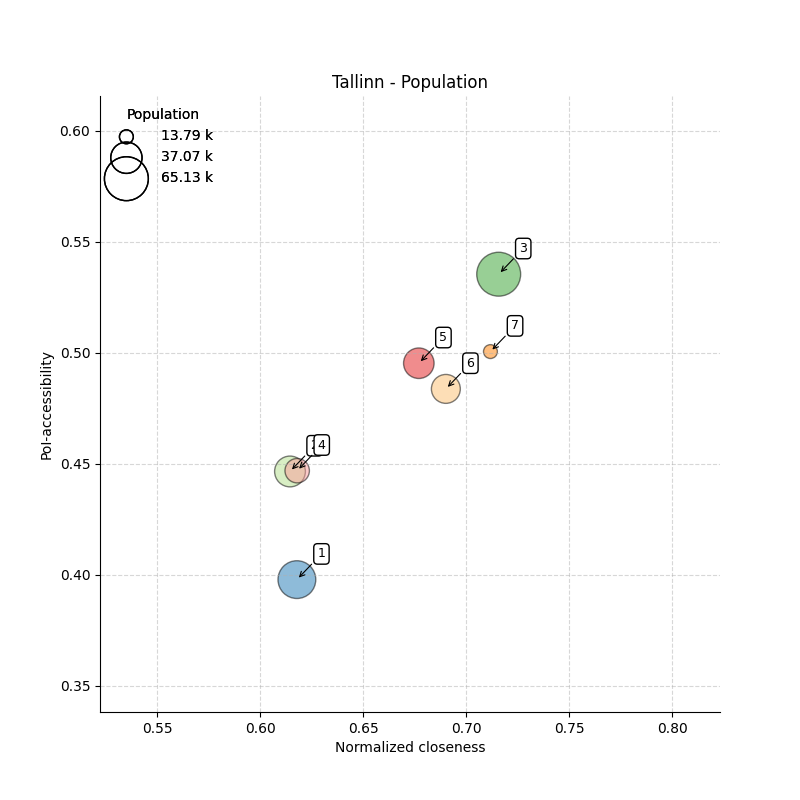 Tallinn - Population
Population
13.79 k
37.07 k
65.13 k
0.60
0.55
0.50
0.45
0.40
0.35
PoI-accessibility
3
7
5
6
4
1
0.55
0.60
0.65
0.70
0.75
0.80
Normalized closeness